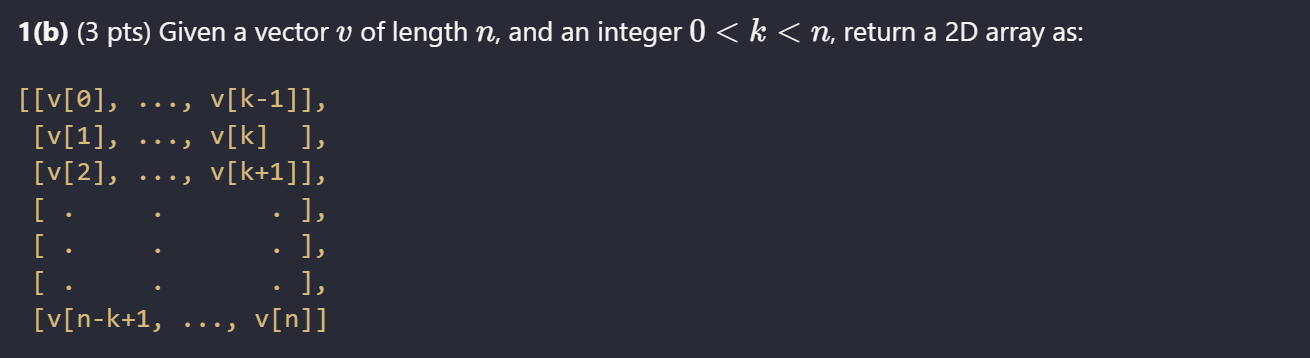 1(b) (3 pts) Given a vector v of length n, and an integer 0 < k < n, return a 2D array as:
[[v[0], ..., v[k-1]],
 [v[1], ..., v[k]  ],
 [v[2], ..., v[k+1]],
 [ .     .       . ],
 [ .     .       . ],
 [ .     .       . ],
 [v[n-k+1, ..., v[n]]